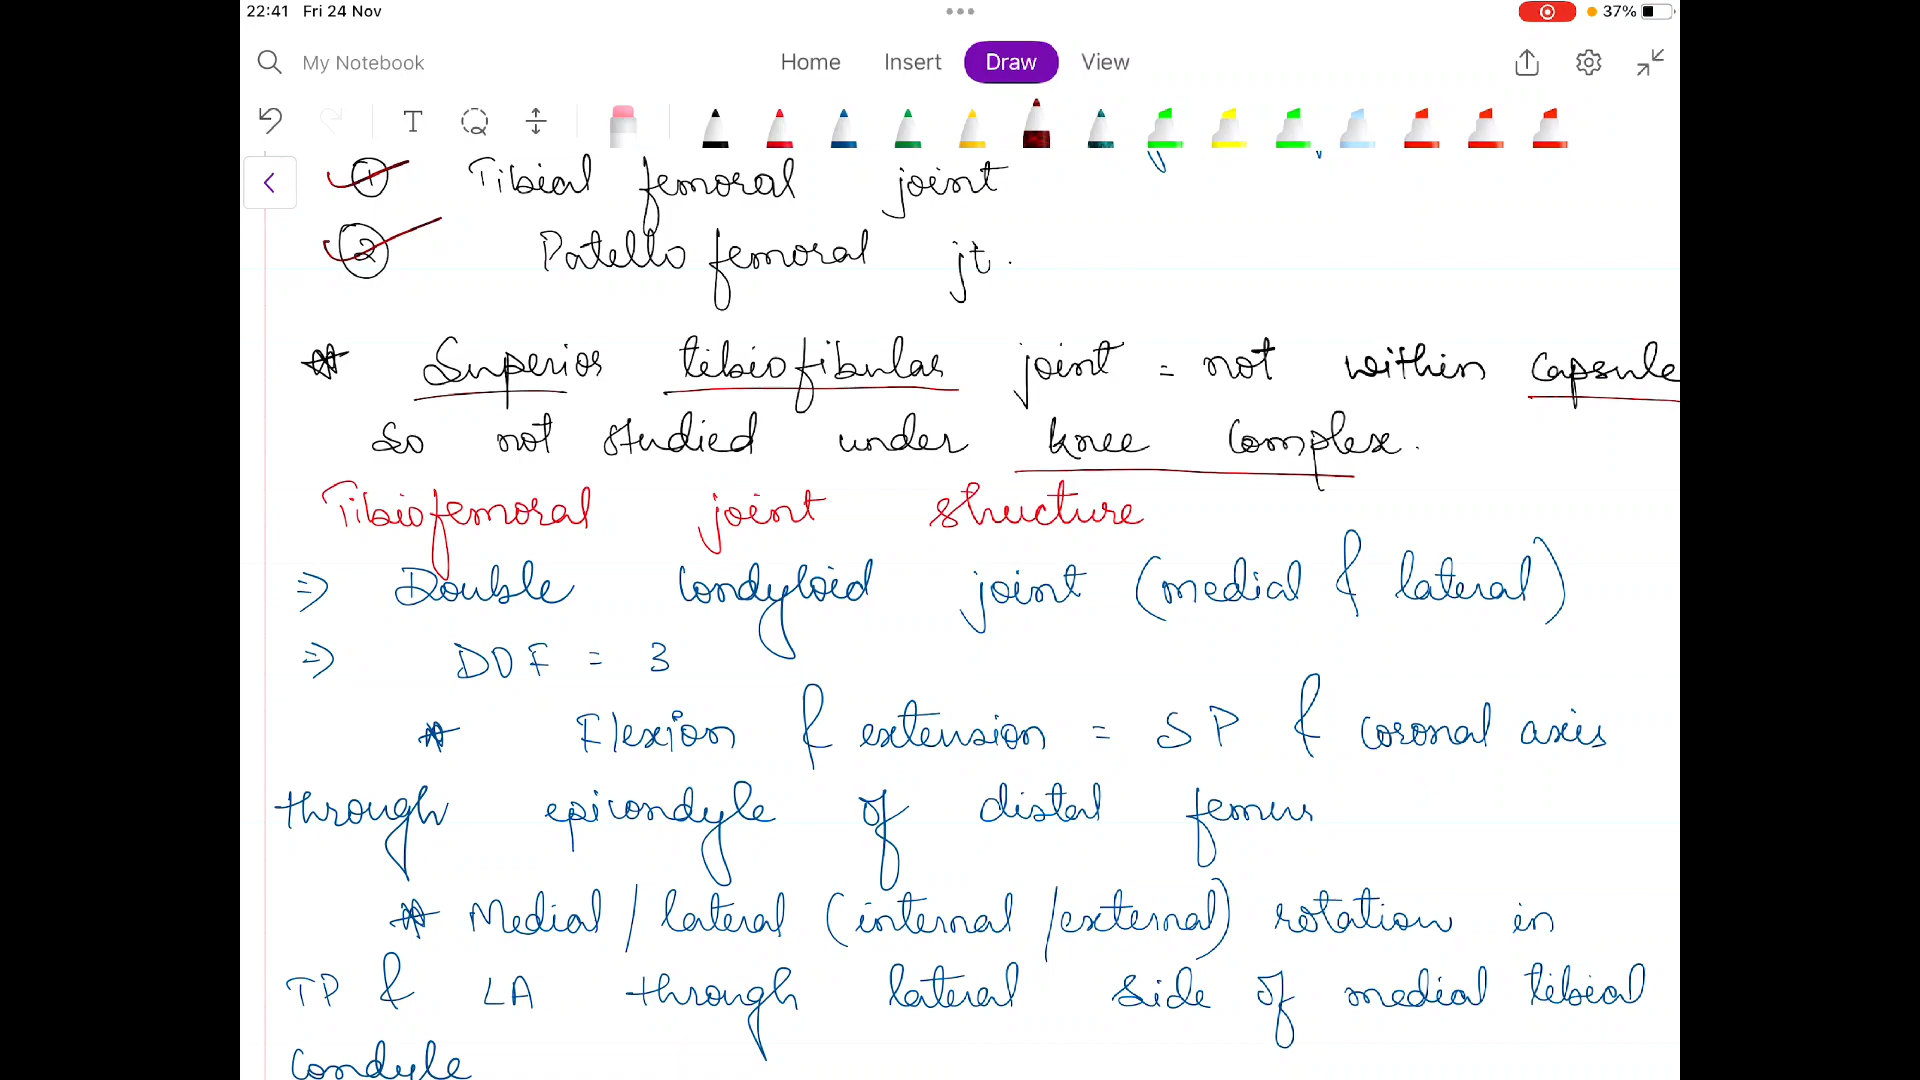 22:41 Fri 24 Nov 37%
My Notebook Home Insert Draw View
T
① Tibial femoral joint
② Patello femoral jt.
* Superior tibiofibular joint = not within capsule
so not studied under knee complex.
Tibiofemoral joint structure
⇒ Double condyloid joint (medial & lateral)
⇒ DOF = 3
* Flexion & extension = SP & coronal axis
through epicondyle of distal femur
* Medial / lateral (internal /external) rotation in
TP & LA through lateral side of medial tibial
condyle